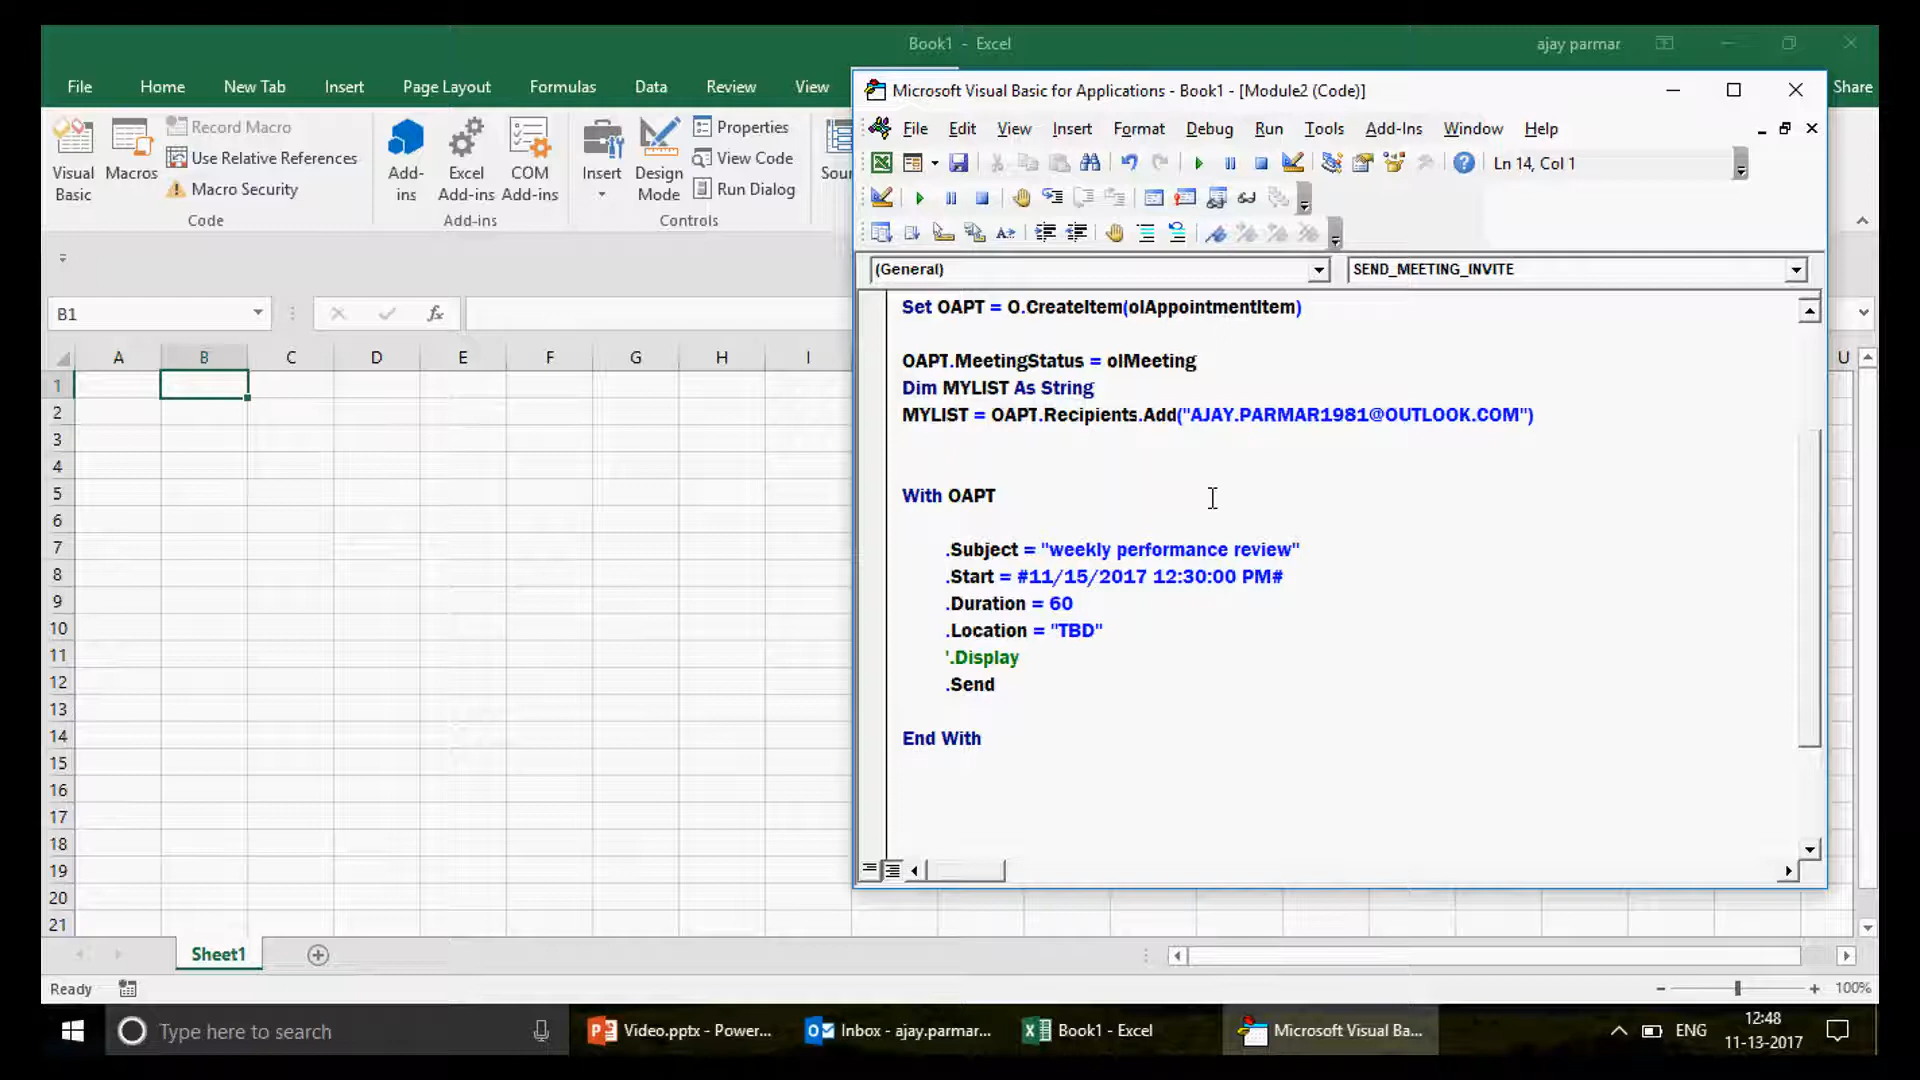 Book1 - Excel
ajay parmar
File Home New Tab Insert Page Layout Formulas Data Review View
Share
Visual Basic
Macros
Record Macro
Use Relative References
Macro Security
Code
Add-ins
Excel Add-ins
COM Add-ins
Add-ins
Insert
Design Mode
Properties
View Code
Run Dialog
Controls
Sou
B1
fx
A B C D E F G H I U
1
2
3
4
5
6
7
8
9
10
11
12
13
14
15
16
17
18
19
20
21
Microsoft Visual Basic for Applications - Book1 - [Module2 (Code)]
File Edit View Insert Format Debug Run Tools Add-Ins Window Help
Ln 14, Col 1
(General)
SEND_MEETING_INVITE
Set OAPT = O.CreateItem(olAppointmentItem)
OAPT.MeetingStatus = olMeeting
Dim MYLIST As String
MYLIST = OAPT.Recipients.Add("AJAY.PARMAR1981@OUTLOOK.COM")
With OAPT
.Subject = "weekly performance review"
.Start = #11/15/2017 12:30:00 PM#
.Duration = 60
.Location = "TBD"
'.Display
.Send
End With
Sheet1
Ready
100%
Type here to search
Video.pptx - Power...
Inbox - ajay.parmar...
Book1 - Excel
Microsoft Visual Ba...
ENG
12:48
11-13-2017